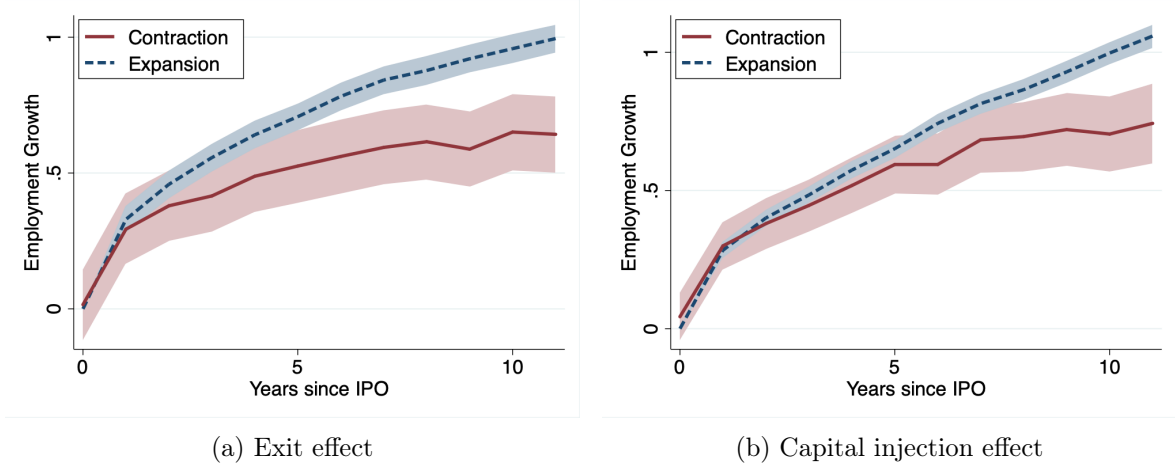 Contraction
Expansion
Employment Growth
1
.5
0
0 5 10
Years since IPO
(a) Exit effect
Contraction
Expansion
Employment Growth
1
.5
0
0 5 10
Years since IPO
(b) Capital injection effect